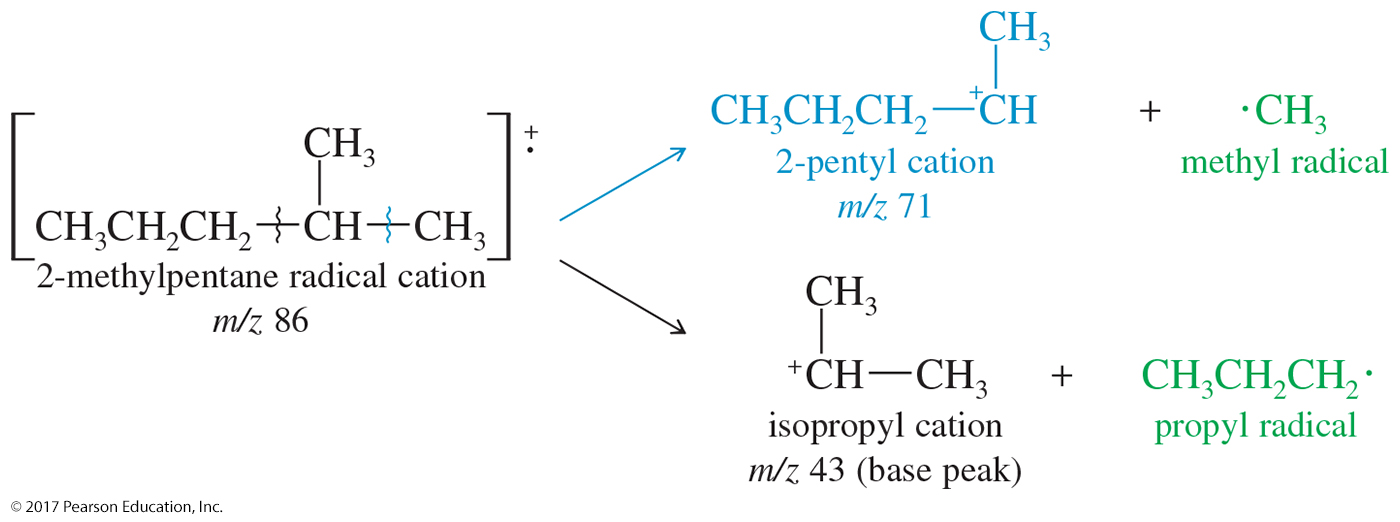 CH₃
CH₃CH₂CH₂—⁺CH + ·CH₃
2-pentyl cation methyl radical
m/z 71
[CH₃
CH₃CH₂CH₂—CH—CH₃]⁺·
2-methylpentane radical cation
m/z 86
CH₃
⁺CH—CH₃ + CH₃CH₂CH₂·
isopropyl cation propyl radical
m/z 43 (base peak)
© 2017 Pearson Education, Inc.